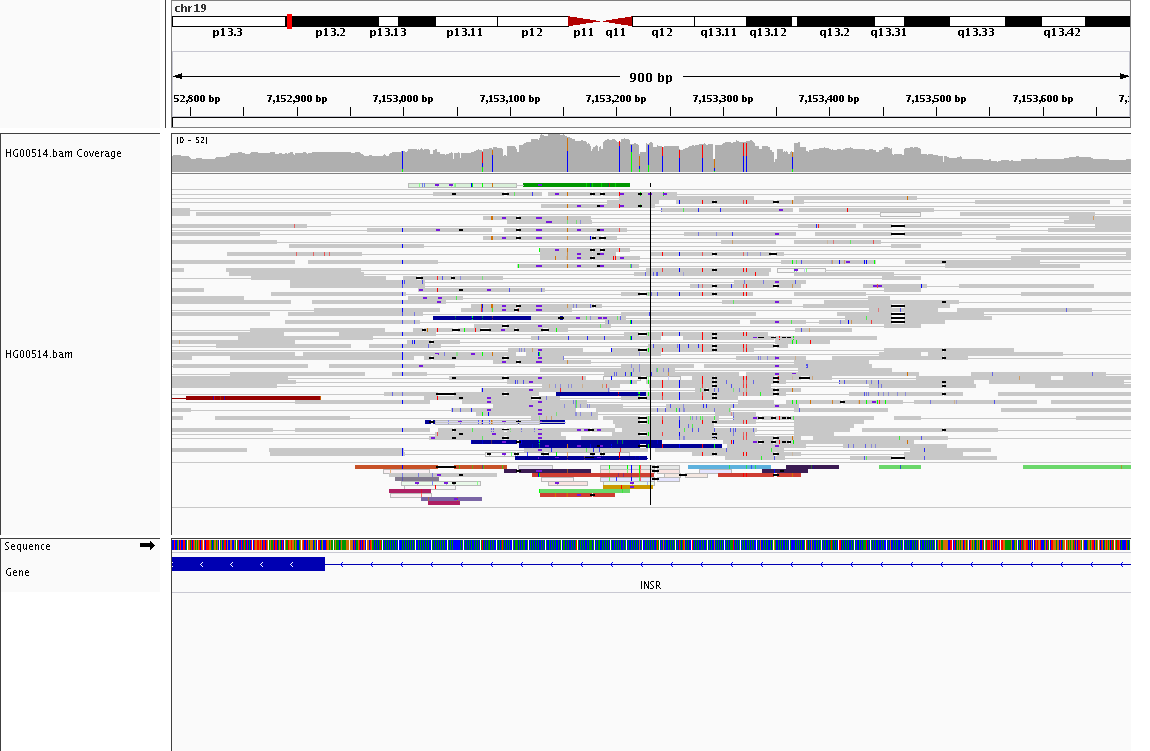 chr19
p13.3 p13.2 p13.13 p13.11 p12 p11 q11 q12 q13.11 q13.12 q13.2 q13.31 q13.33 q13.42
900 bp
52,800 bp 7,152,900 bp 7,153,000 bp 7,153,100 bp 7,153,200 bp 7,153,300 bp 7,153,400 bp 7,153,500 bp 7,153,600 bp 7,
[0 - 52]
HG00514.bam Coverage
HG00514.bam
Sequence
Gene
INSR